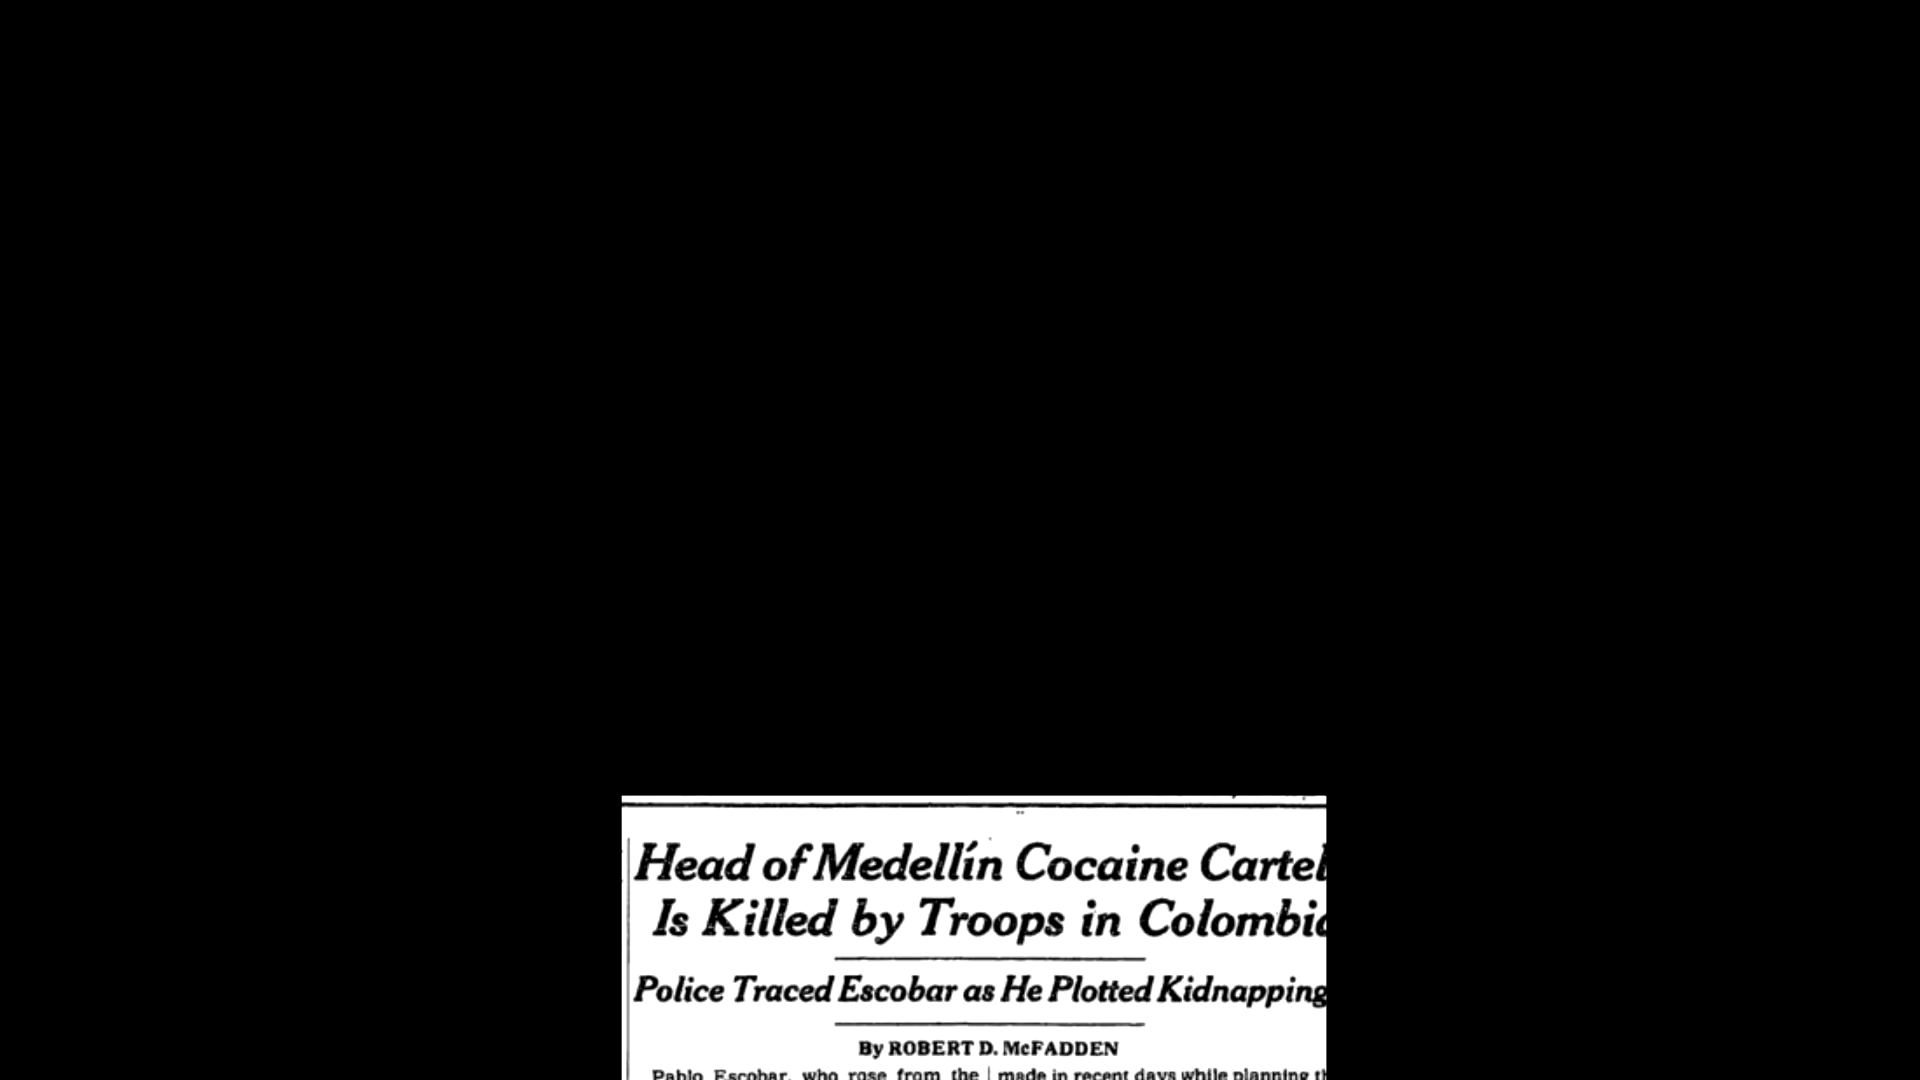 Head of Medellín Cocaine Cartel
Is Killed by Troops in Colombia
Police Traced Escobar as He Plotted Kidnapping
By ROBERT D. McFADDEN
Pablo Escobar, who rose from the
made in recent days while planning